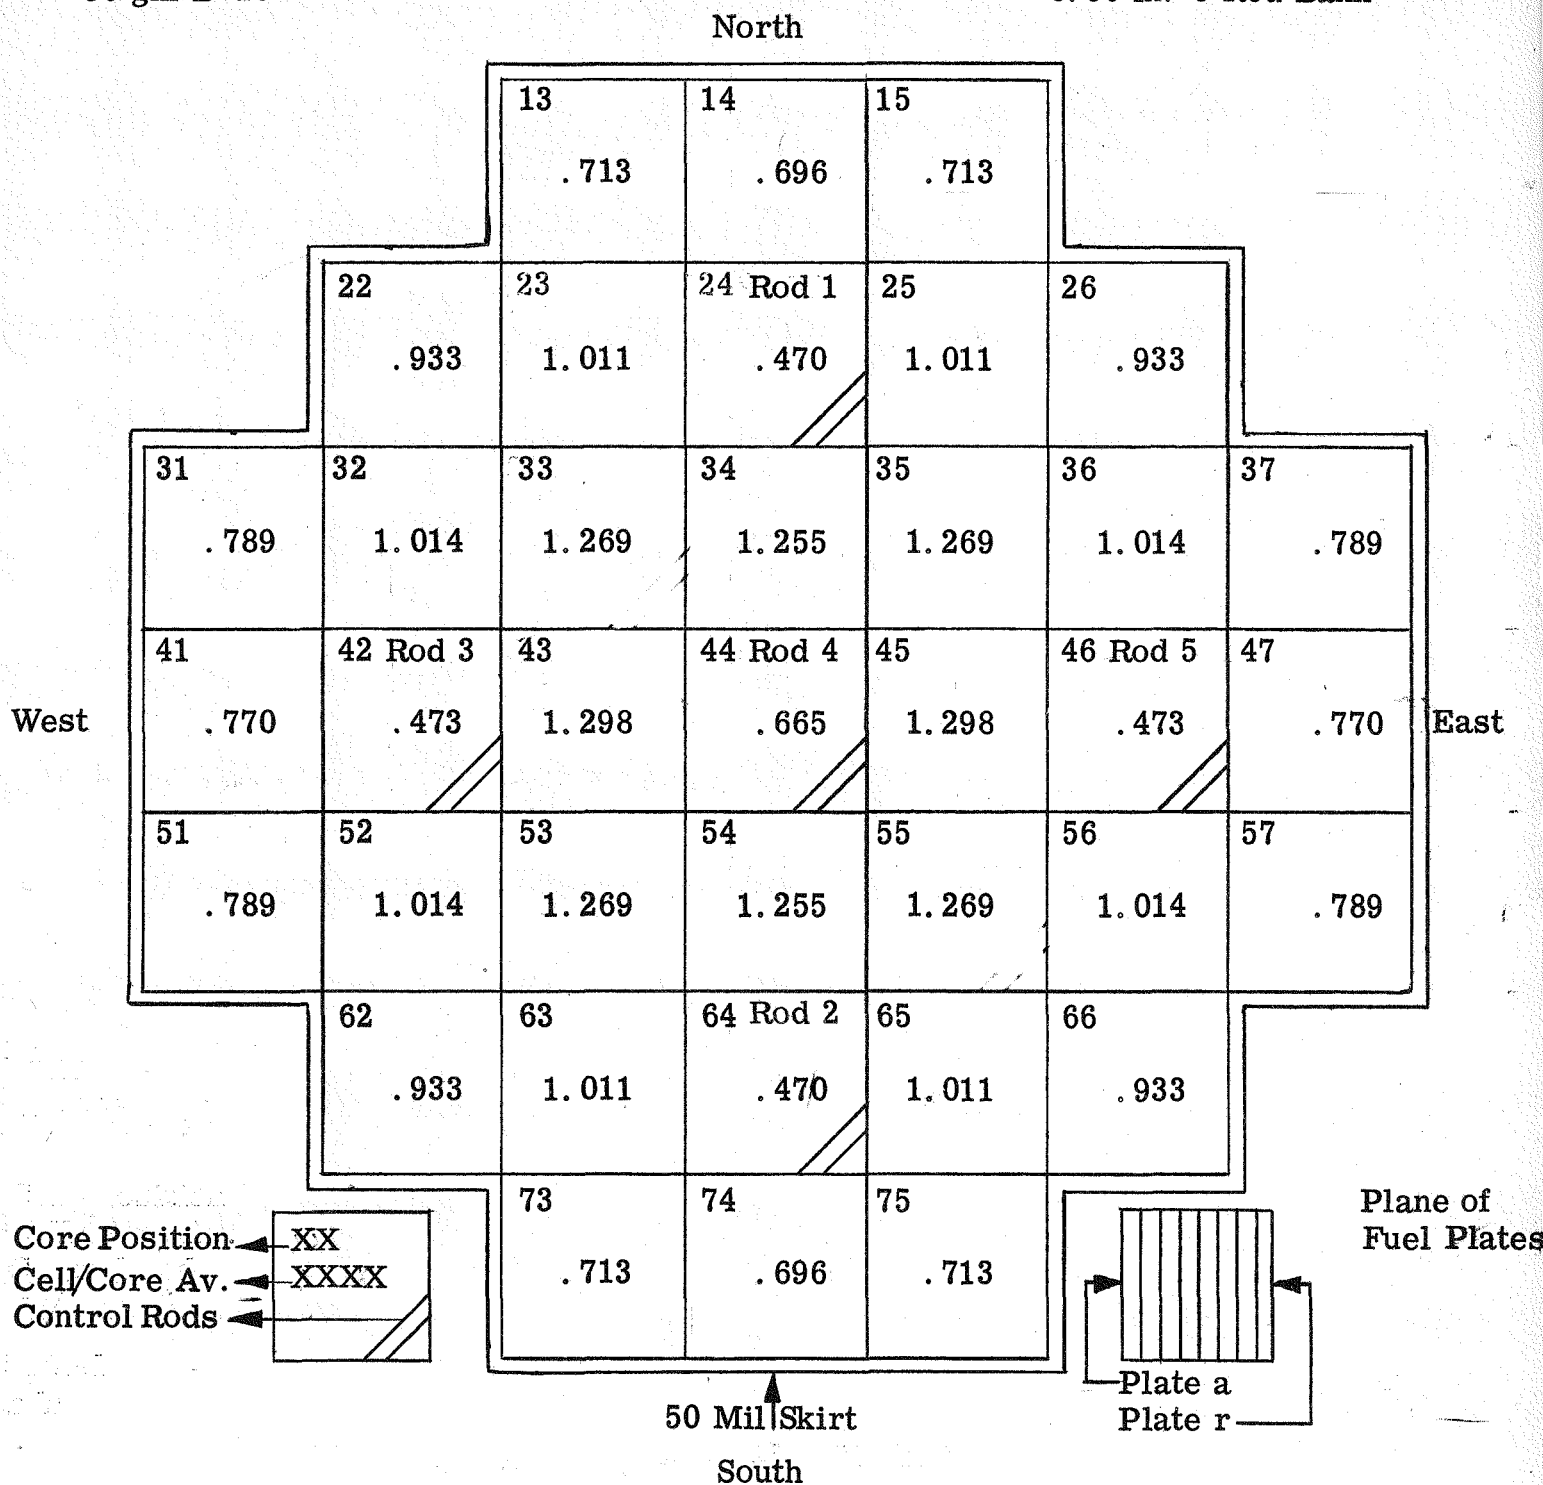 North
13 14 15
.713 .696 .713
22 23 24 Rod 1 25 26
.933 1.011 .470 1.011 .933
31 32 33 34 35 36 37
.789 1.014 1.269 1.255 1.269 1.014 .789
41 42 Rod 3 43 44 Rod 4 45 46 Rod 5 47
West .770 .473 1.298 .665 1.298 .473 .770 East
51 52 53 54 55 56 57
.789 1.014 1.269 1.255 1.269 1.014 .789
62 63 64 Rod 2 65 66
.933 1.011 .470 1.011 .933
73 74 75
.713 .696 .713
Core Position XX
Cell/Core Av. XXXX
Control Rods
Plane of
Fuel Plates
Plate a
Plate r
50 Mil Skirt
South